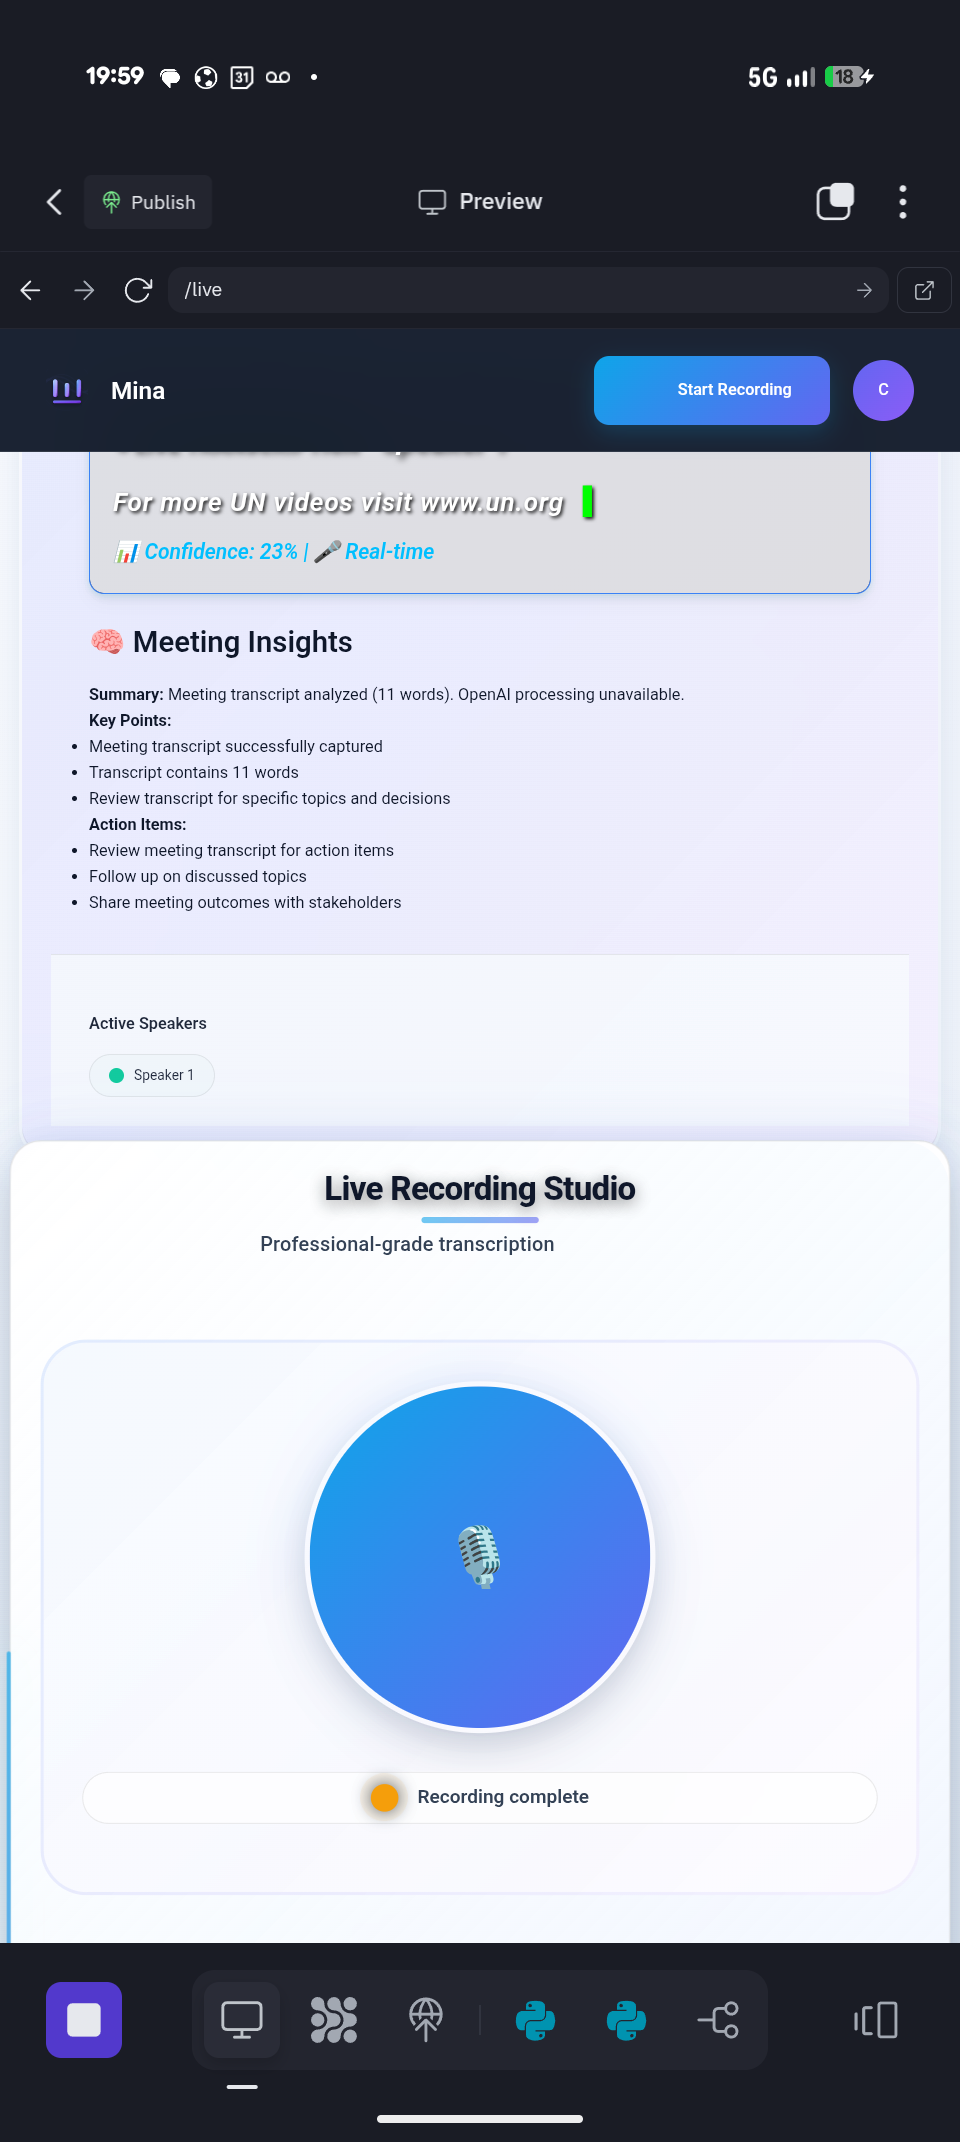 19:59
31
5G
18
Publish
Preview
/live
Mina
Start Recording
C
For more UN videos visit www.un.org
📊 Confidence: 23% | 🎤 Real-time
🧠 Meeting Insights
Summary: Meeting transcript analyzed (11 words). OpenAI processing unavailable.
Key Points:
• Meeting transcript successfully captured
• Transcript contains 11 words
• Review transcript for specific topics and decisions
Action Items:
• Review meeting transcript for action items
• Follow up on discussed topics
• Share meeting outcomes with stakeholders
Active Speakers
Speaker 1
Live Recording Studio
Professional-grade transcription
Recording complete